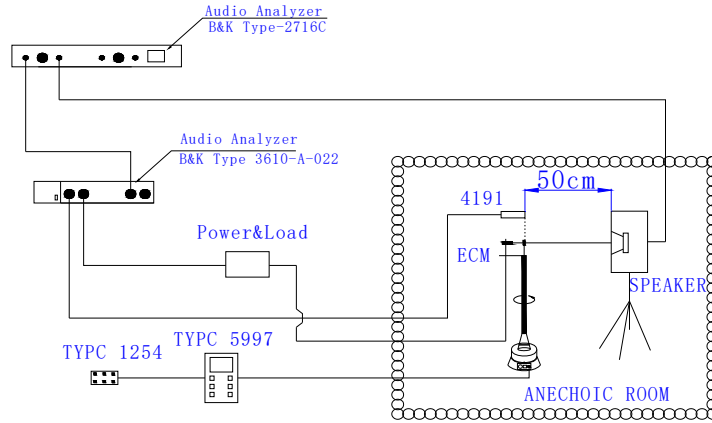 Audio Analyzer
B&K Type-2716C
Audio Analyzer
B&K Type 3610-A-022
50cm
4191
Power&Load
ECM
SPEAKER
TYPC 1254
TYPC 5997
ANECHOIC ROOM